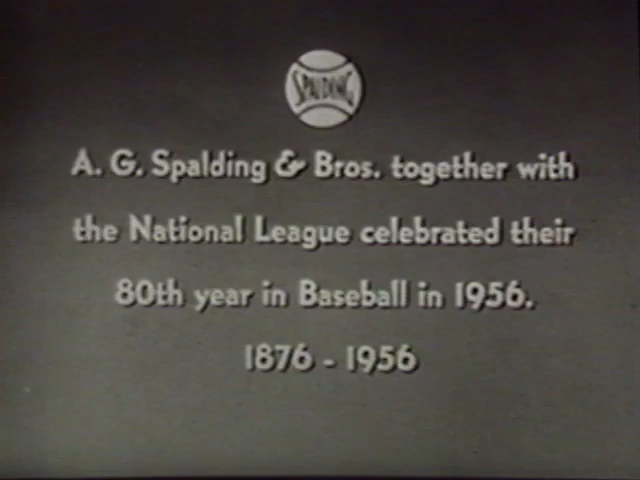 SPALDING
A. G. Spalding & Bros. together with
the National League celebrated their
80th year in Baseball in 1956.
1876 - 1956